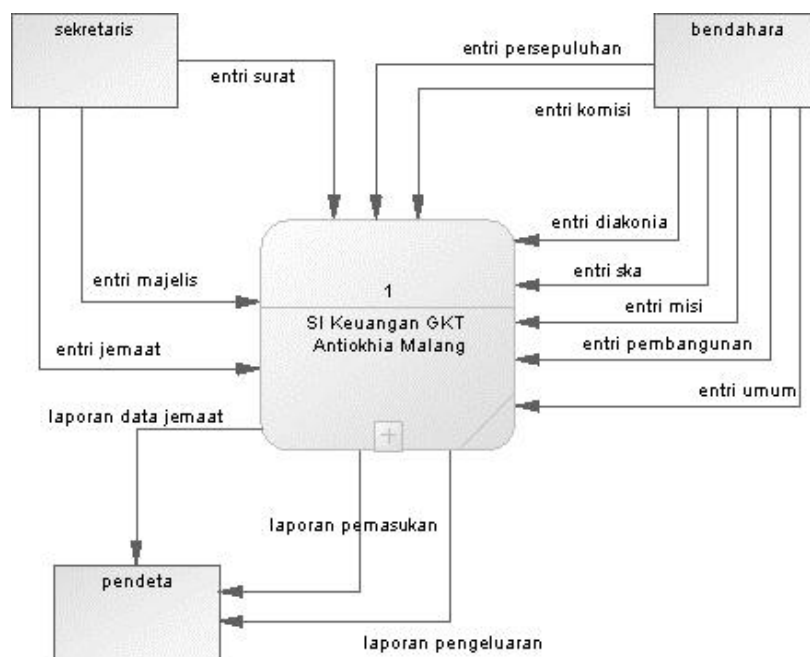 sekretaris
bendahara
entri persepuluhan
entri surat
entri komisi
entri diakonia
entri ska
entri majelis
1
entri misi
SI Keuangan GKT
Antiokhia Malang
entri pembangunan
entri jemaat
entri umum
laporan data jemaat
laporan pemasukan
pendeta
laporan pengeluaran